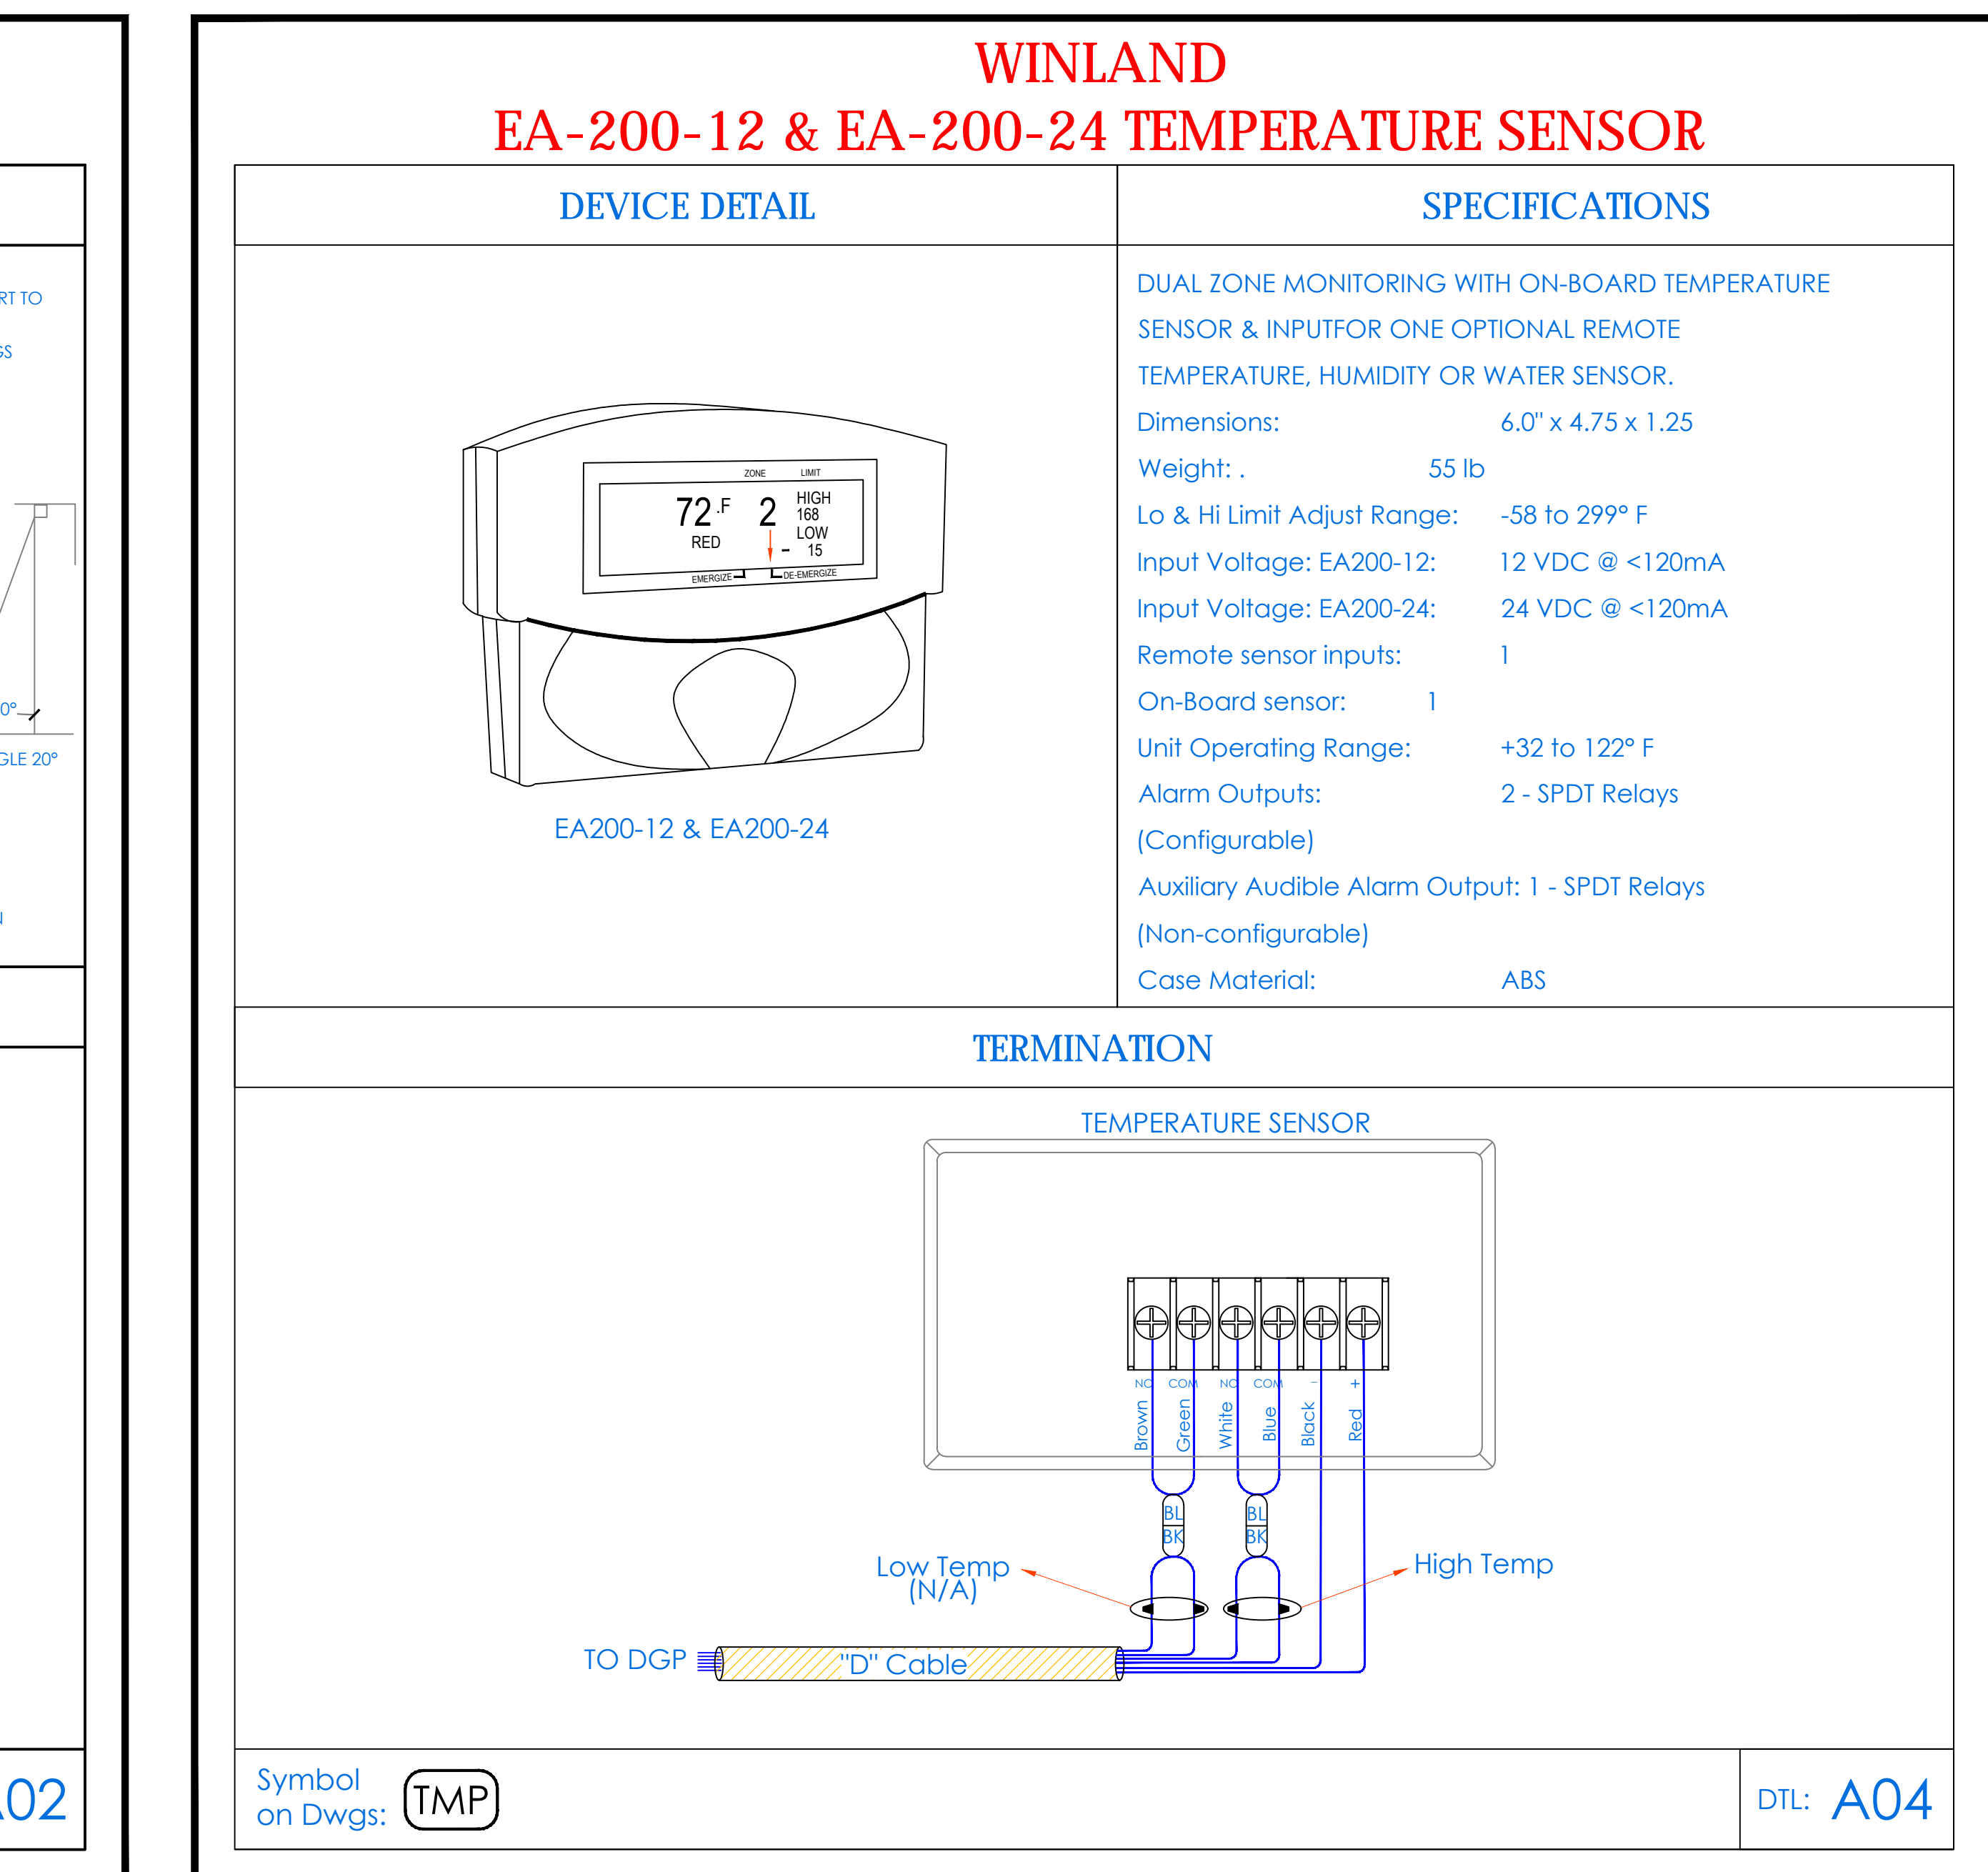 RT TO
GS
0°
GLE 20°
A02
WINLAND
EA-200-12 & EA-200-24 TEMPERATURE SENSOR
DEVICE DETAIL
ZONE LIMIT
72 .F 2 HIGH
168
RED LOW
- 15
EMERGIZE DE-EMERGIZE
EA200-12 & EA200-24
SPECIFICATIONS
DUAL ZONE MONITORING WITH ON-BOARD TEMPERATURE
SENSOR & INPUTFOR ONE OPTIONAL REMOTE
TEMPERATURE, HUMIDITY OR WATER SENSOR.
Dimensions: 6.0" x 4.75 x 1.25
Weight: . 55 lb
Lo & Hi Limit Adjust Range: -58 to 299° F
Input Voltage: EA200-12: 12 VDC @ <120mA
Input Voltage: EA200-24: 24 VDC @ <120mA
Remote sensor inputs: 1
On-Board sensor: 1
Unit Operating Range: +32 to 122° F
Alarm Outputs: 2 - SPDT Relays
(Configurable)
Auxiliary Audible Alarm Output: 1 - SPDT Relays
(Non-configurable)
Case Material: ABS
TERMINATION
TEMPERATURE SENSOR
NO COM NO COM - +
Brown Green White Blue Black Red
BL BL
BK BK
Low Temp
(N/A)
High Temp
TO DGP "D" Cable
Symbol
on Dwgs: TMP
DTL: A04